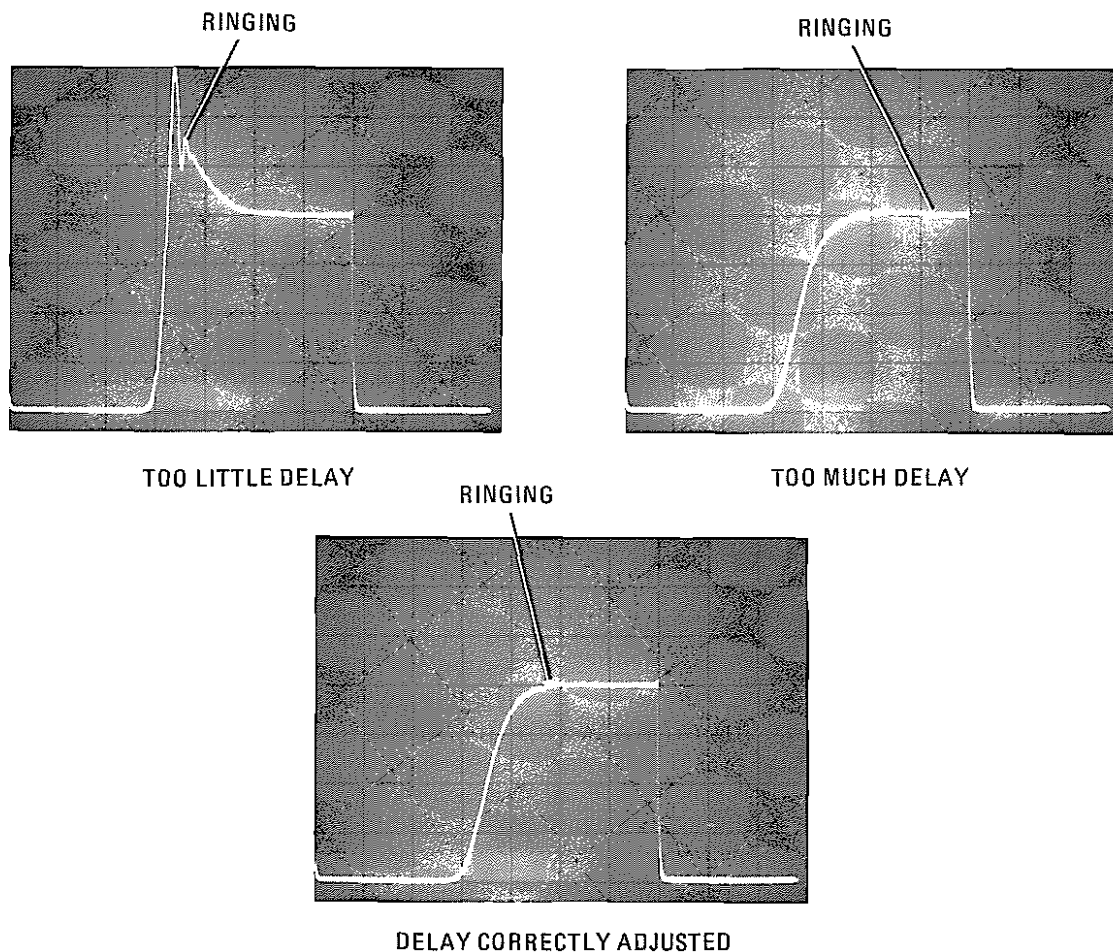 RINGING
RINGING
TOO LITTLE DELAY
TOO MUCH DELAY
RINGING
DELAY CORRECTLY ADJUSTED